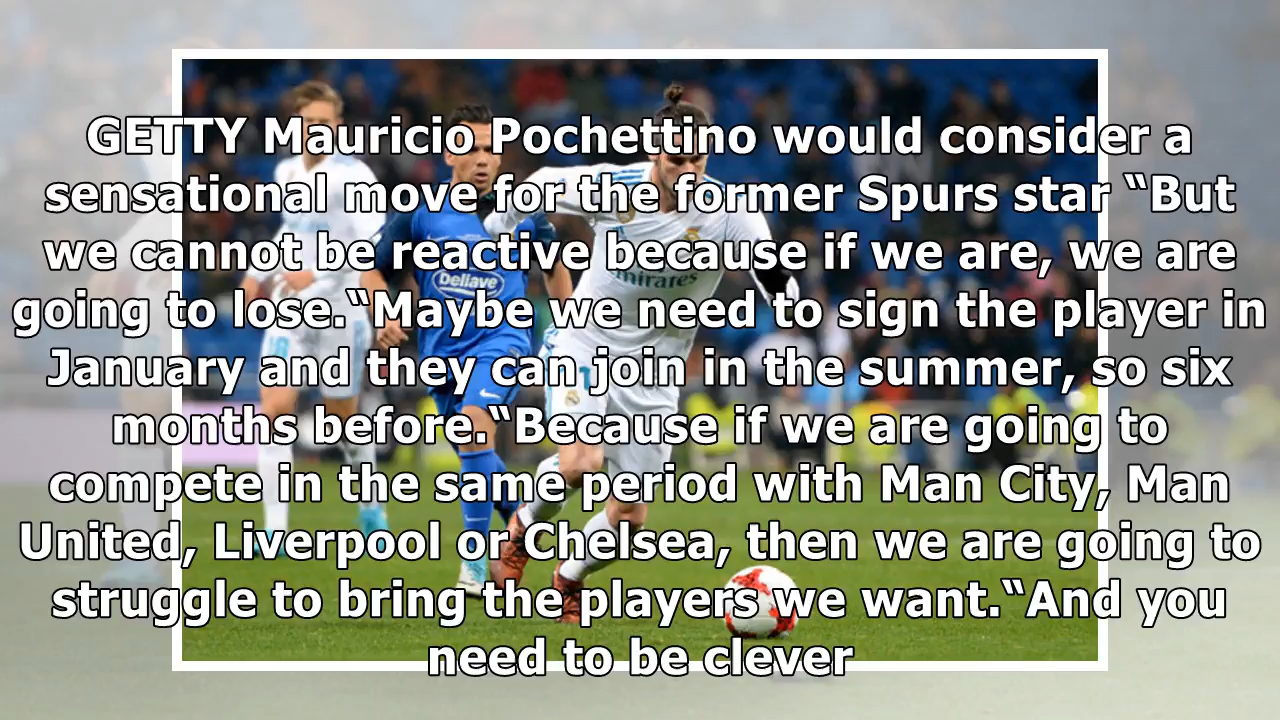 GETTY Mauricio Pochettino would consider a
sensational move for the former Spurs star “But
we cannot be reactive because if we are, we are
going to lose.“Maybe we need to sign the player in
January and they can join in the summer, so six
months before.“Because if we are going to
compete in the same period with Man City, Man
United, Liverpool or Chelsea, then we are going to
struggle to bring the players we want.“And you
need to be clever
bellave
Emirates